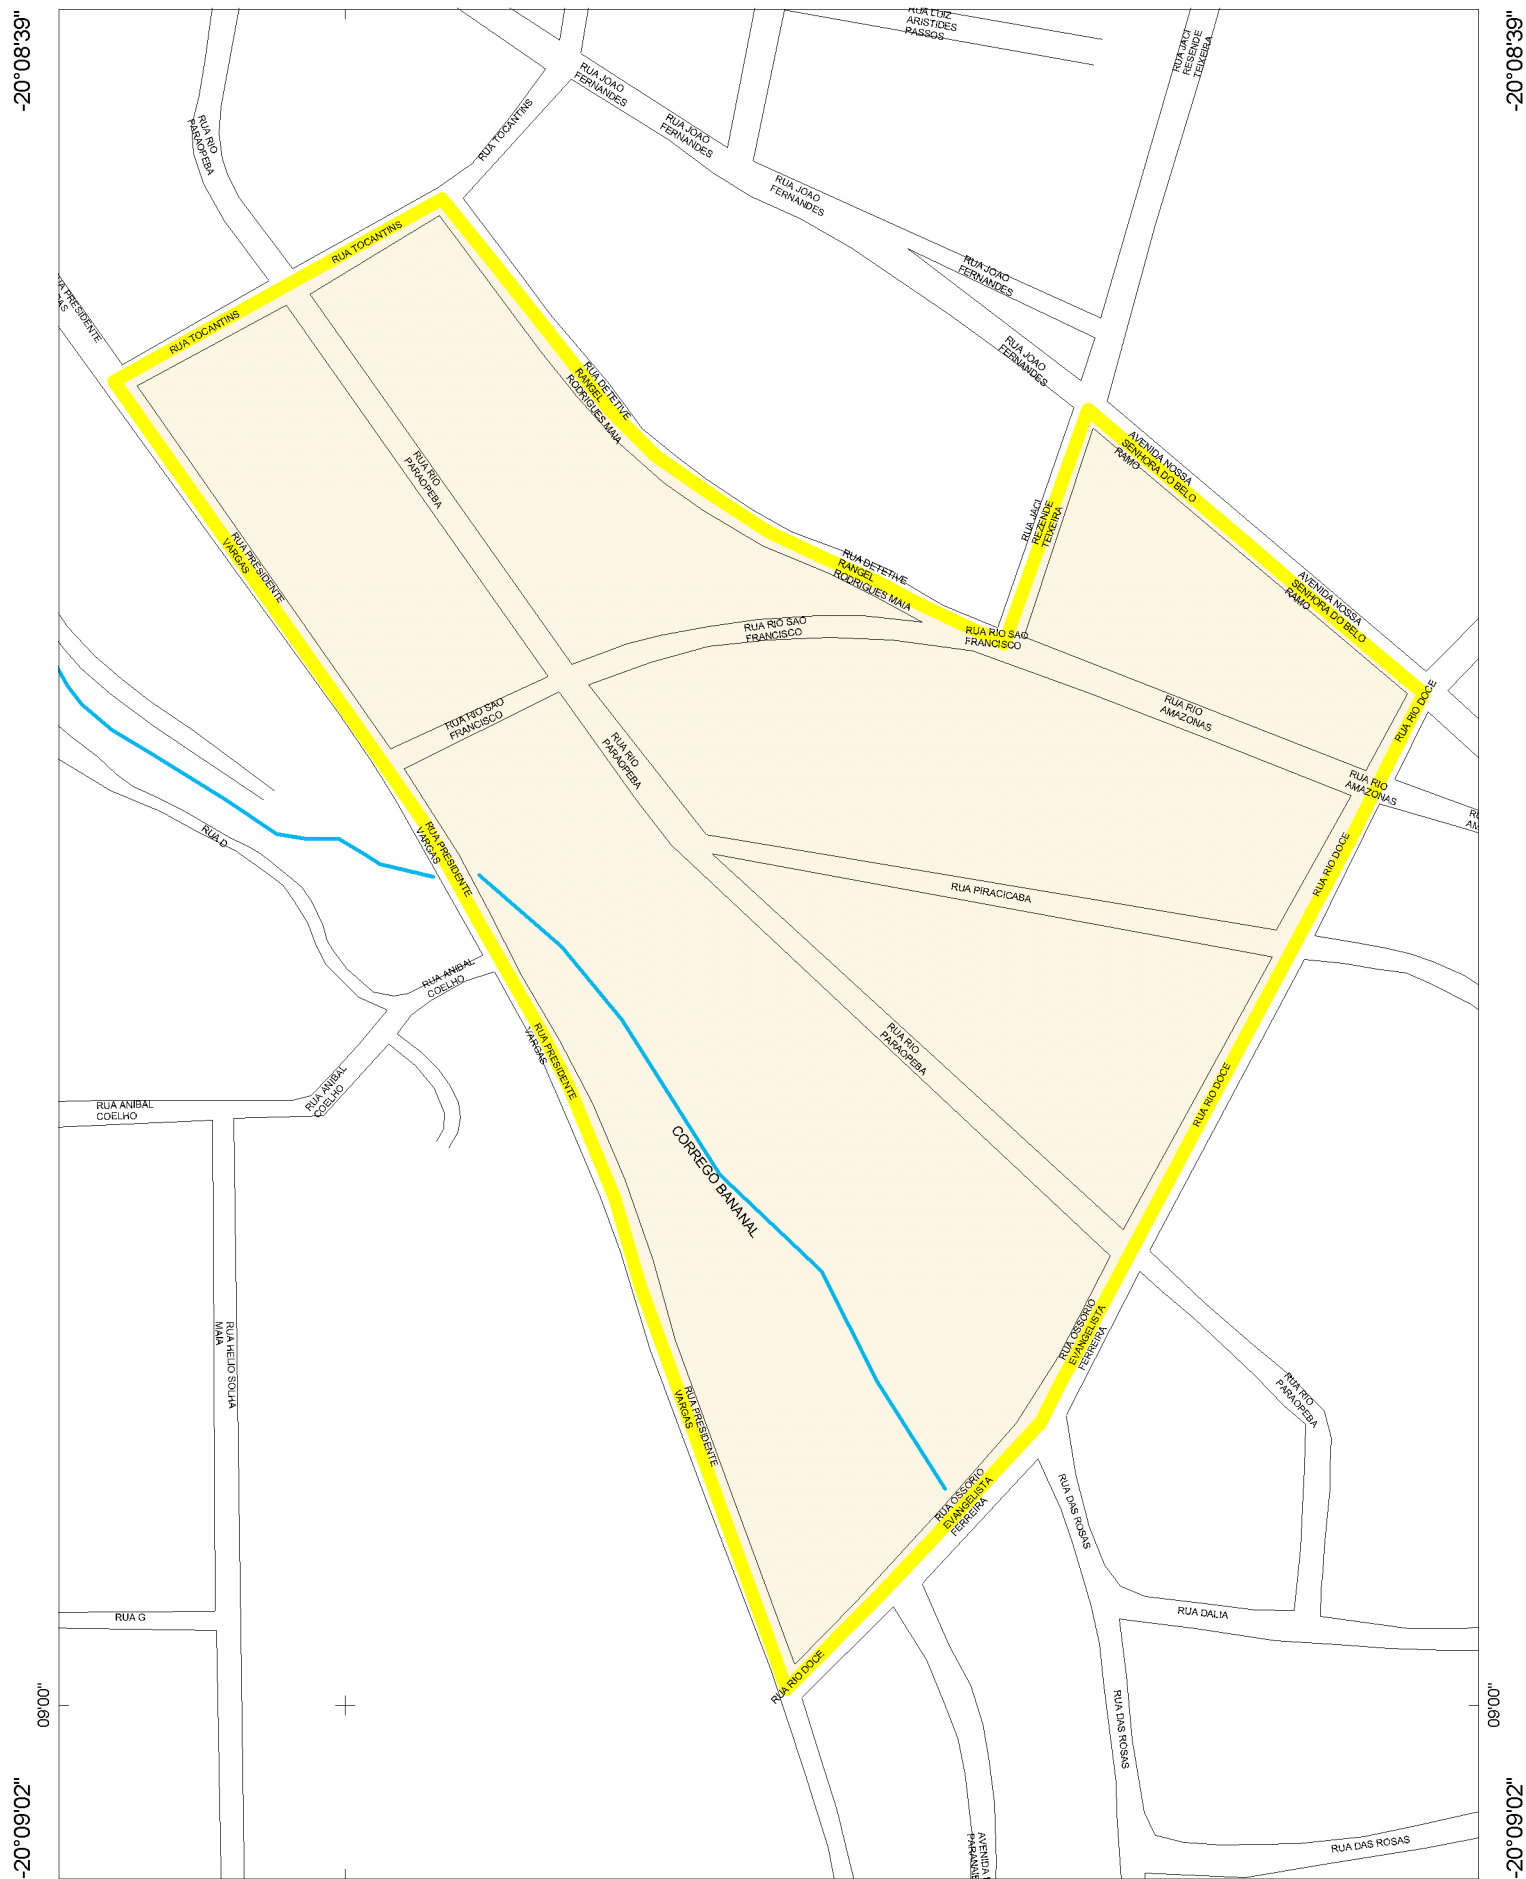 -20°08'39"
-20°08'39"
RUA LUIZ
ARISTIDES
PASSOS
RUA JACI
RESENDE
TEIXEIRA
RUA JOAO
FERNANDES
RUA JOAO
FERNANDES
RUA TOCANTINS
RUA RIO
PARAOPEBA
RUA JOAO
FERNANDES
RUA TOCANTINS
RUA JOAO
FERNANDES
RUA TOCANTINS
RUA JOAO
FERNANDES
RUA DETETIVE
RANGEL
RODRIGUES MAIA
AVENIDA NOSSA
SENHORA DO BELO
RAMO
RUA RIO
PARAOPEBA
RUA JACI
REZENDE
TEIXEIRA
RUA PRESIDENTE
VARGAS
RUA DETETIVE
RANGEL
RODRIGUES MAIA
AVENIDA NOSSA
SENHORA DO BELO
RAMO
RUA RIO SAO
FRANCISCO
RUA RIO SAO
FRANCISCO
RUA RIO SAO
FRANCISCO
RUA RIO
AMAZONAS
RUA RIO DOCE
RUA RIO
PARAOPEBA
RUA RIO
AMAZONAS
RUA D
RUA PRESIDENTE
VARGAS
RUA RIO DOCE
RUA PIRACICABA
RUA ANIBAL
COELHO
RUA PRESIDENTE
VARGAS
RUA RIO
PARAOPEBA
RUA ANIBAL
COELHO
RUA ANIBAL
COELHO
RUA RIO DOCE
CORREGO BANANAL
RUA HELIO SOLHA
MAIA
RUA OSSORIO
EVANGELISTA
FERREIRA
RUA PRESIDENTE
VARGAS
RUA RIO
PARAOPEBA
RUA OSSORIO
EVANGELISTA
FERREIRA
RUA DAS ROSAS
RUA G
RUA DALIA
RUA RIO DOCE
09'00"
09'00"
RUA DAS ROSAS
RUA DAS ROSAS
AVENIDA
-20°09'02"
-20°09'02"